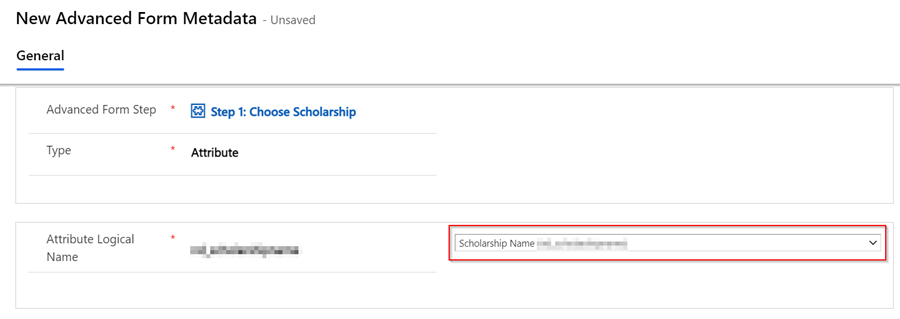 New Advanced Form Metadata - Unsaved
General
Advanced Form Step * Step 1: Choose Scholarship
Type * Attribute
Attribute Logical * Scholarship Name
Name